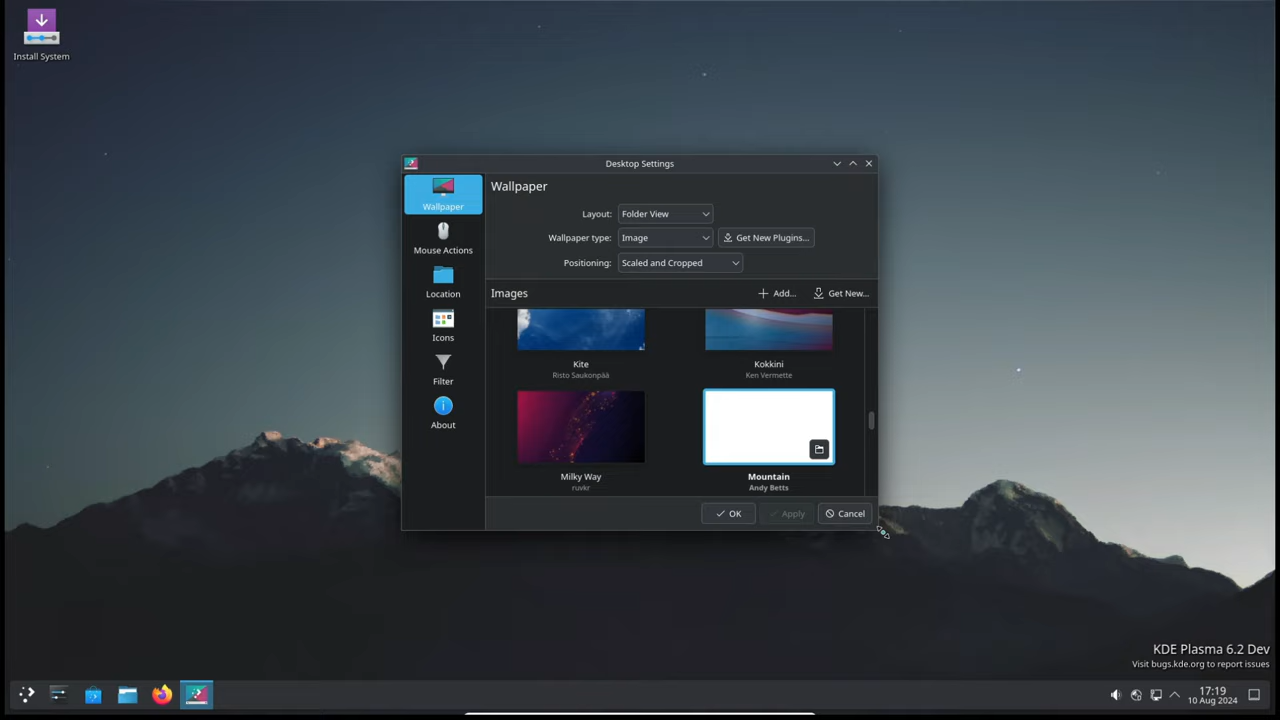 Install System
Desktop Settings
Wallpaper
Mouse Actions
Location
Icons
Filter
About
Wallpaper
Layout: Folder View
Wallpaper type: Image Get New Plugins...
Positioning: Scaled and Cropped
Images Add... Get New...
Kite Kokkini
Risto Saukonpää Ken Vermette
Milky Way Mountain
ruvkr Andy Betts
OK Apply Cancel
KDE Plasma 6.2 Dev
Visit bugs.kde.org to report issues
17:19
10 Aug 2024